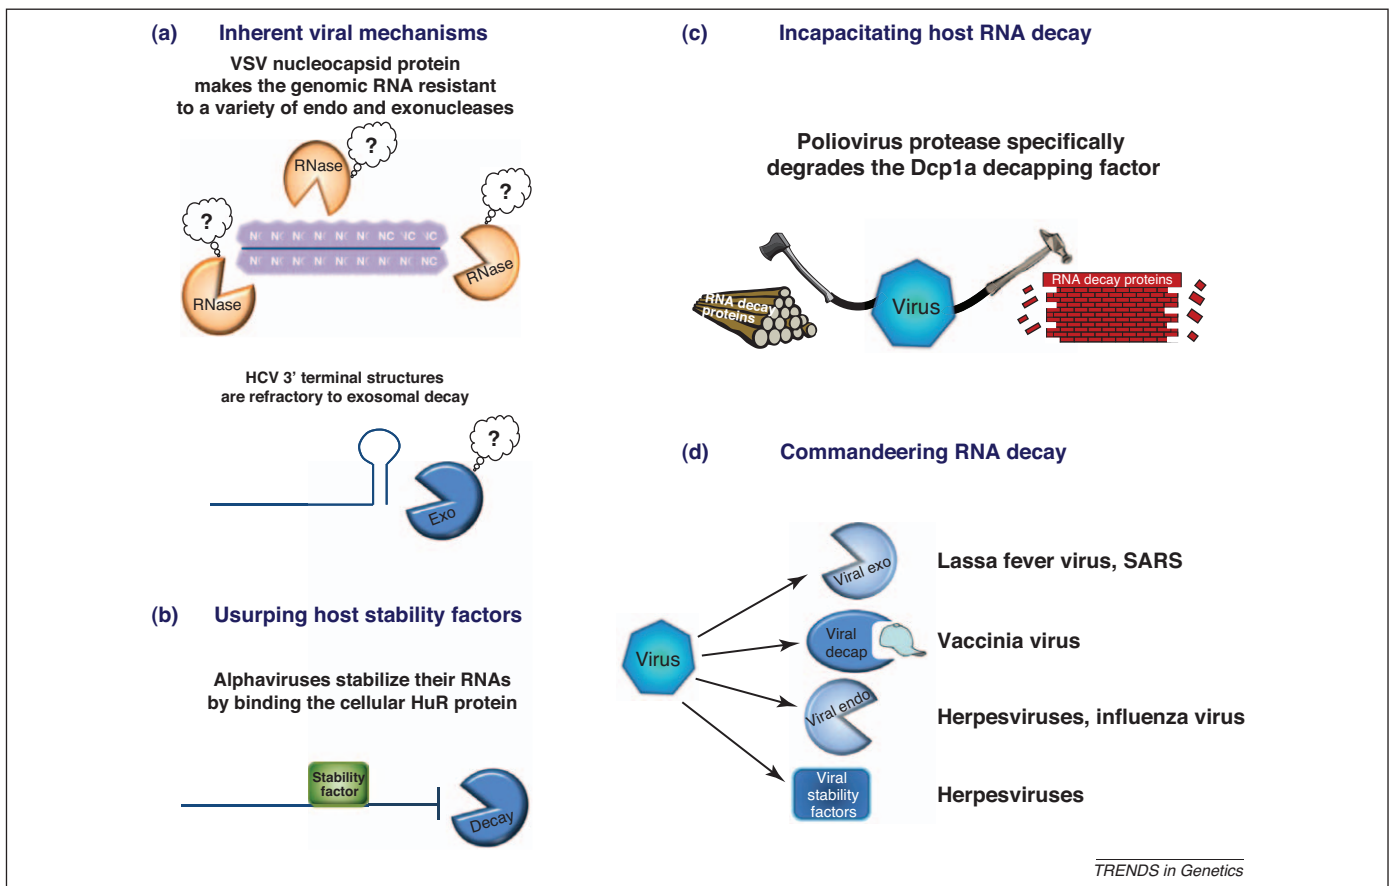 (a) Inherent viral mechanisms
VSV nucleocapsid protein
makes the genomic RNA resistant
to a variety of endo and exonucleases
?
RNase
?
?
RNase
RNase
NC
NC
HCV 3' terminal structures
are refractory to exosomal decay
?
Exo
(b) Usurping host stability factors
Alphaviruses stabilize their RNAs
by binding the cellular HuR protein
Stability
factor
Decay
(c) Incapacitating host RNA decay
Poliovirus protease specifically
degrades the Dcp1a decapping factor
RNA decay
proteins
Virus
RNA decay proteins
(d) Commandeering RNA decay
Virus
Viral exo
Lassa fever virus, SARS
Viral
decap
Vaccinia virus
Viral endo
Herpesviruses, influenza virus
Viral
stability
factors
Herpesviruses
TRENDS in Genetics